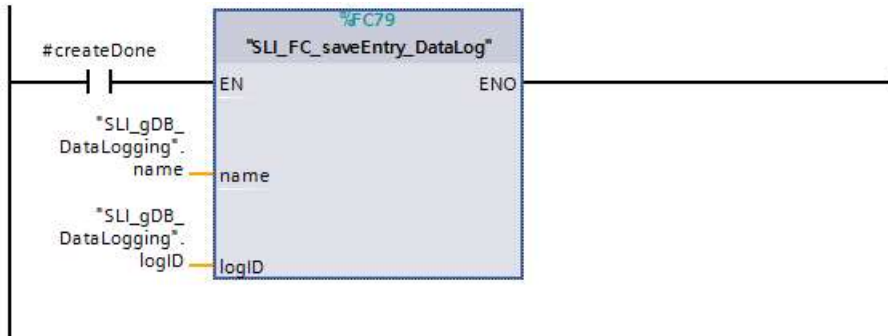 %FC79
#createDone
"SLI_FC_saveEntry_DataLog"
EN
ENO
"SLI_gDB_
DataLogging".
name
name
"SLI_gDB_
DataLogging".
logID
logID